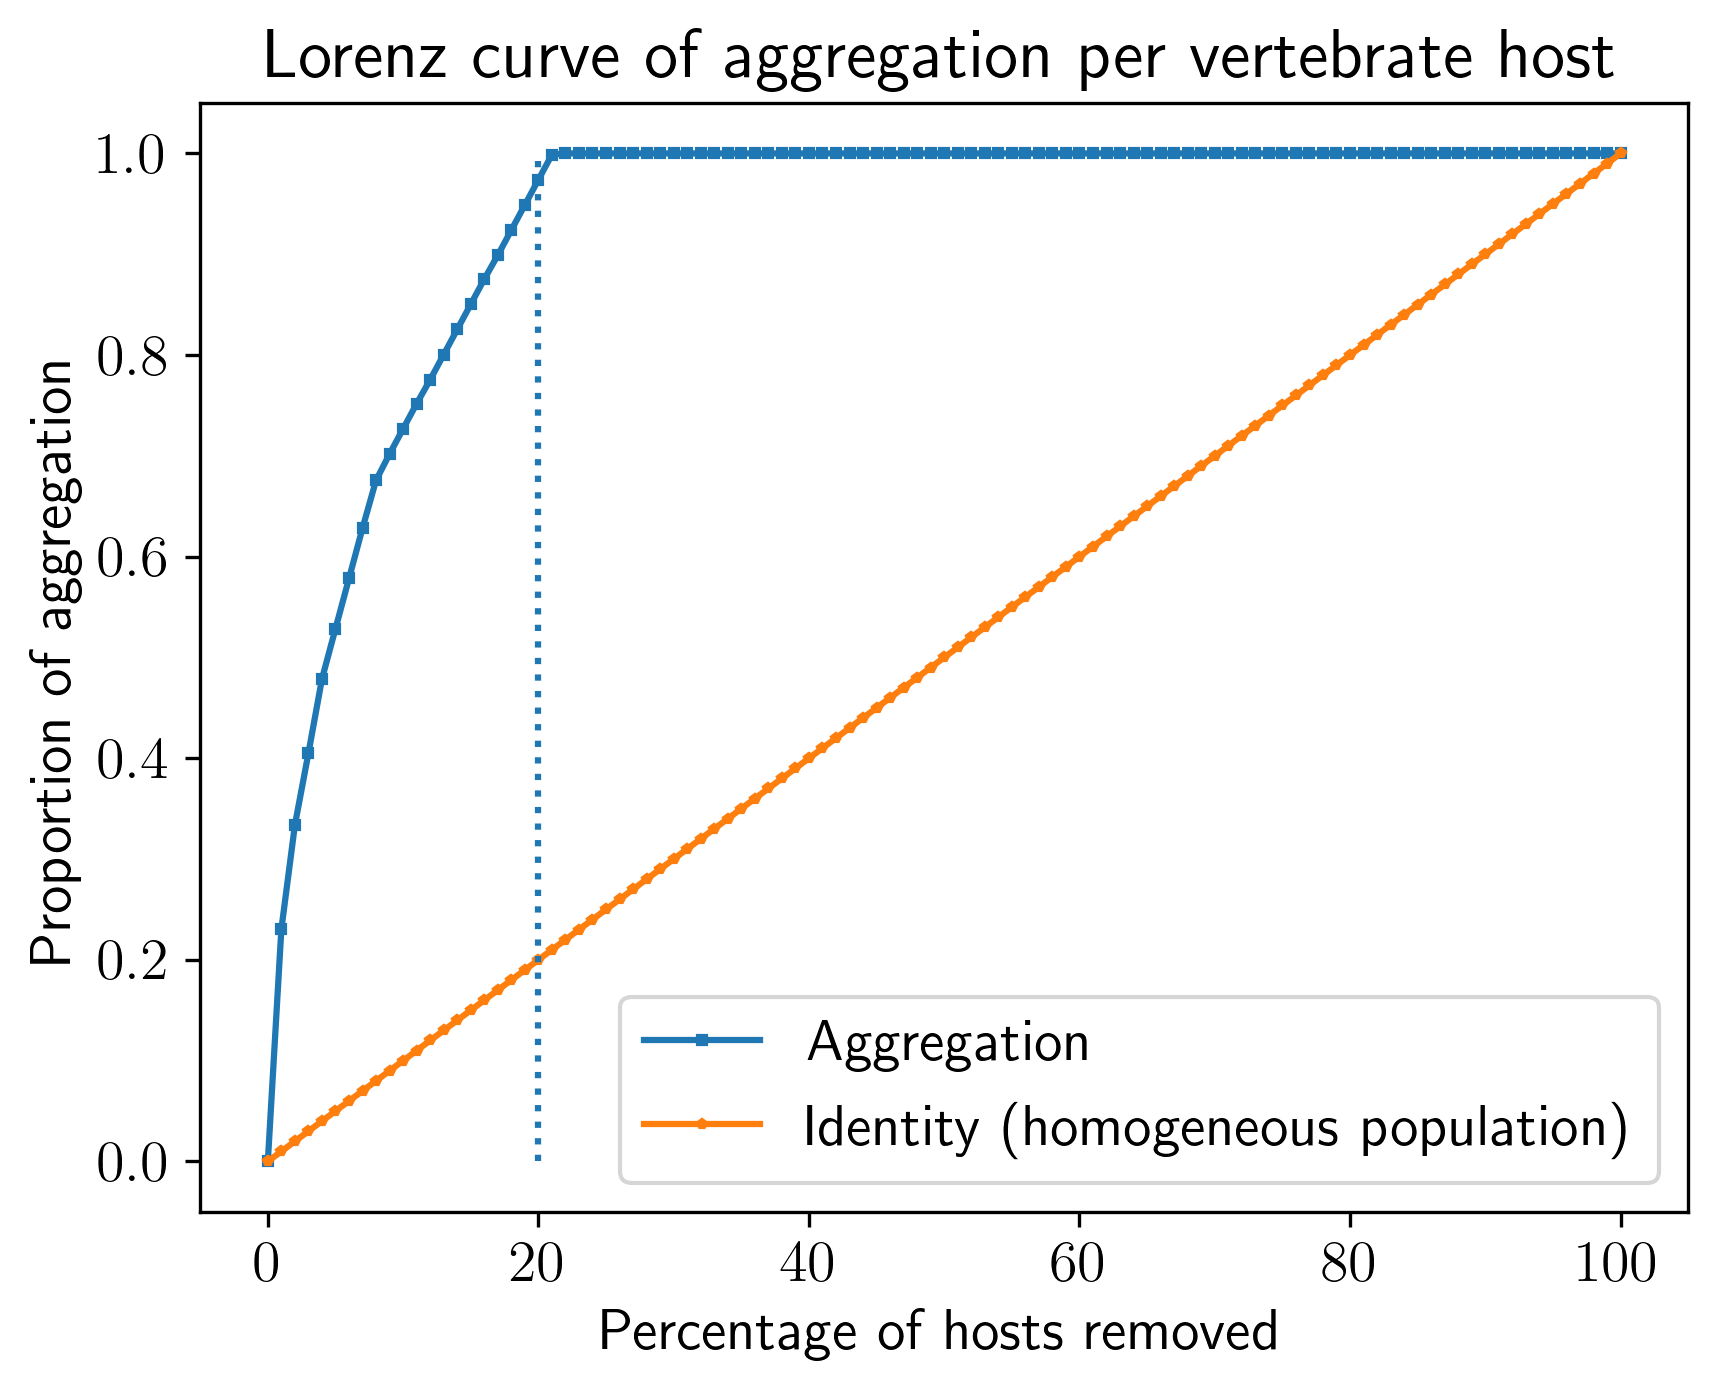 Lorenz curve of aggregation per vertebrate host
Proportion of aggregation
1.0
0.8
0.6
0.4
0.2
0.0
Aggregation
Identity (homogeneous population)
0 20 40 60 80 100
Percentage of hosts removed